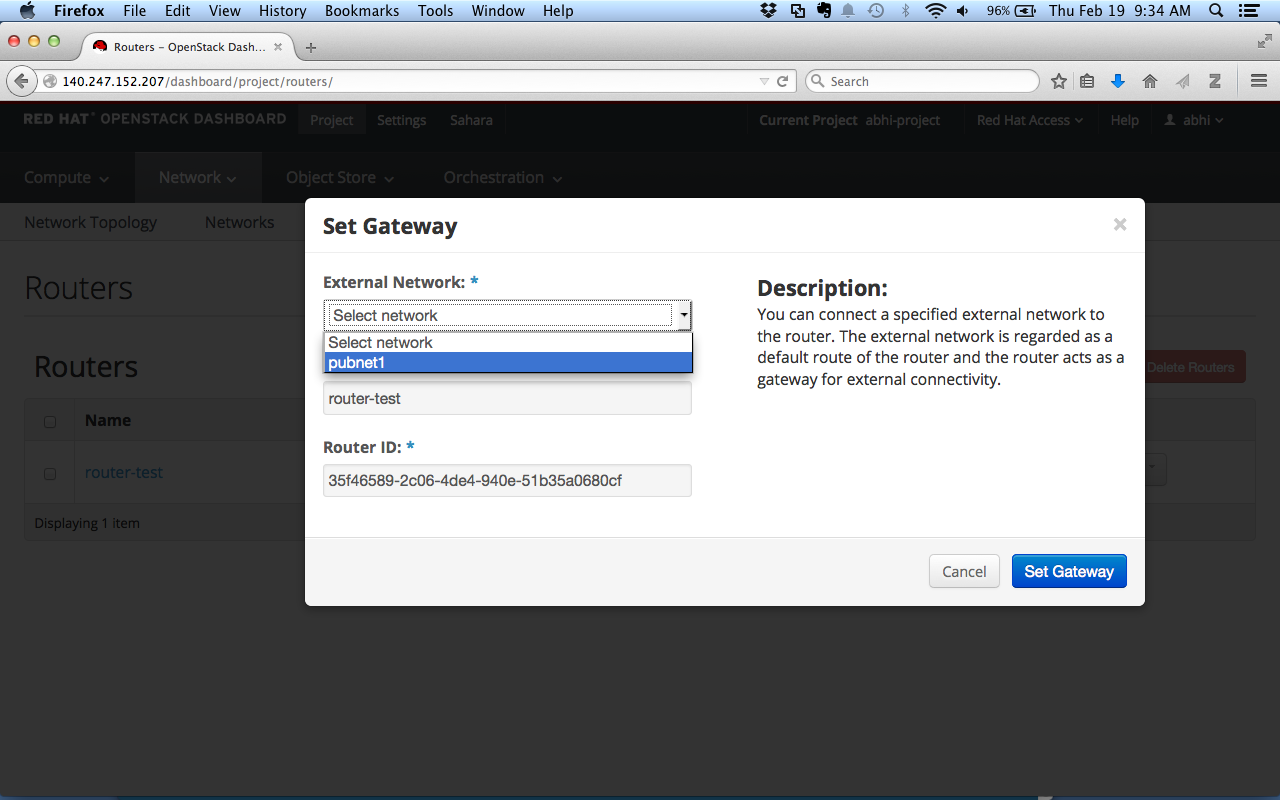 Firefox File Edit View History Bookmarks Tools Window Help 96% Thu Feb 19 9:34 AM
Routers – OpenStack Dash...
140.247.152.207/dashboard/project/routers/ Search
RED HAT® OPENSTACK DASHBOARD Project Settings Sahara Current Project abhi-project Red Hat Access Help abhi
Compute Network Object Store Orchestration
Network Topology Networks
Set Gateway ×
Routers
External Network: *
Select network
Select network
pubnet1
router-test
Router ID: *
35f46589-2c06-4de4-940e-51b35a0680cf
Description:
You can connect a specified external network to
the router. The external network is regarded as a
default route of the router and the router acts as a
gateway for external connectivity.
Cancel Set Gateway
Routers Delete Routers
Name
router-test
Displaying 1 item